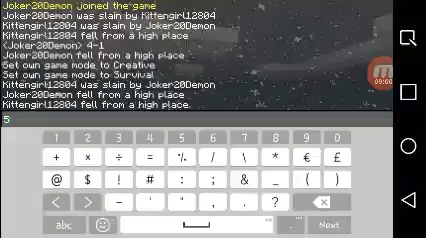 Joker20Demon joined the game
Joker20Demon was slain by Kittengirl12804
Kittengirl12804 was slain by Joker20Demon
Kittengirl12804 fell from a high place
<Joker20Demon> 4-1
Joker20Demon fell from a high place
Set own game mode to Creative
Set own game mode to Survival
Kittengirl12804 was slain by Joker20Demon
Joker20Demon fell from a high place
Kittengirl12804 fell from a high place
09:00
5
1 2 3 4 5 6 7 8 9 0
+ × ÷ = % / \ * € £
@ $ ! # : ; & _ ( )
< > - ' " , . ?
abc Next